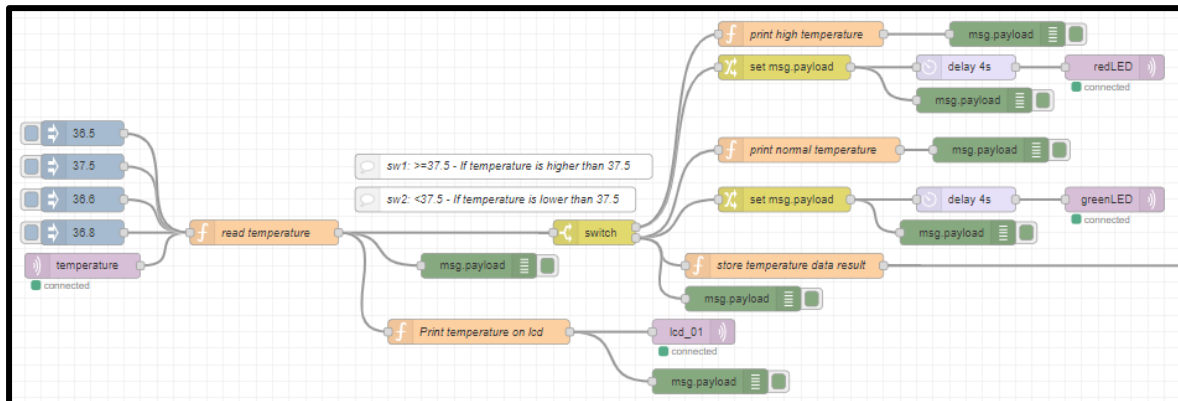 print high temperature
msg.payload
set msg.payload
delay 4s
redLED
connected
msg.payload
36.5
37.5
36.6
36.8
temperature
connected
sw1: >=37.5 - If temperature is higher than 37.5
sw2: <37.5 - If temperature is lower than 37.5
read temperature
switch
print normal temperature
msg.payload
set msg.payload
delay 4s
greenLED
connected
msg.payload
msg.payload
store temperature data result
msg.payload
Print temperature on lcd
lcd_01
connected
msg.payload